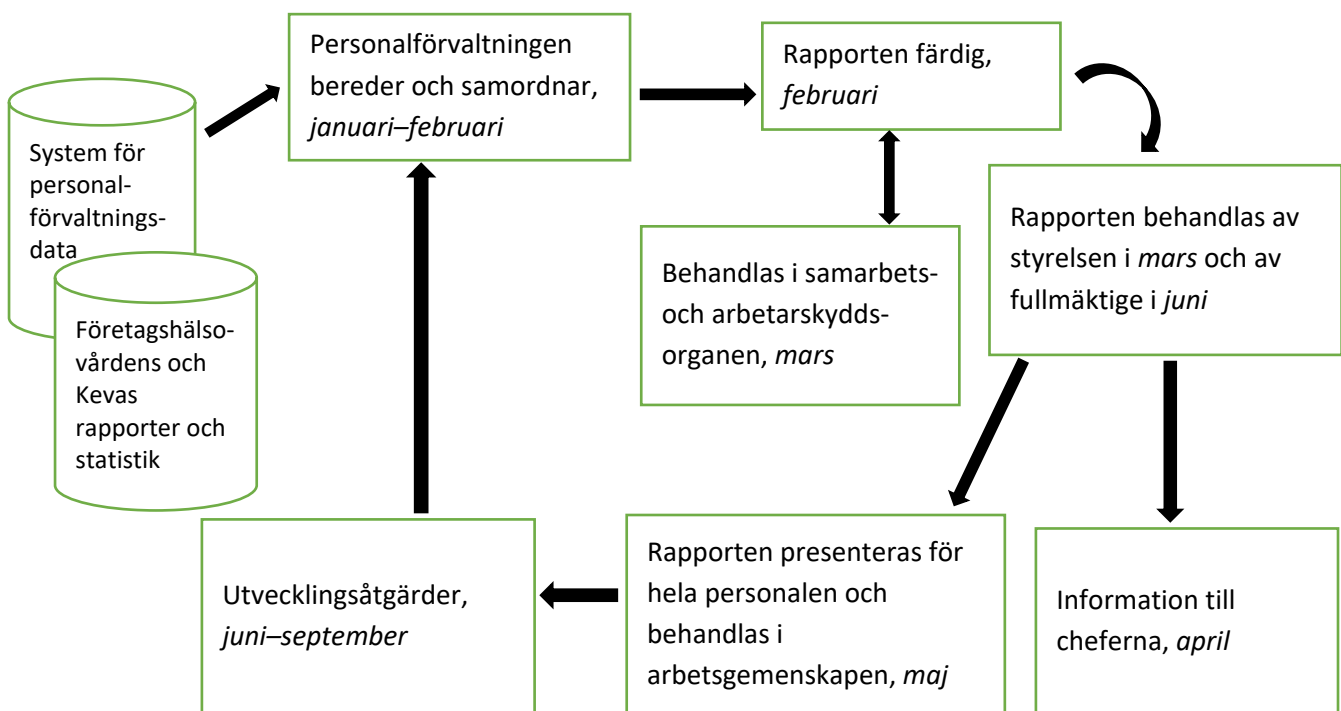 System för
personal-
förvaltnings-
data
Företagshälso-
vårdens och
Kevas
rapporter och
statistik
Personalförvaltningen
bereder och samordnar,
januari–februari
Rapporten färdig,
februari
Behandlas i samarbets-
och arbetarskydds-
organen, mars
Rapporten behandlas av
styrelsen i mars och av
fullmäktige i juni
Information till
cheferna, april
Rapporten presenteras för
hela personalen och
behandlas i
arbetsgemenskapen, maj
Utvecklingsåtgärder,
juni–september